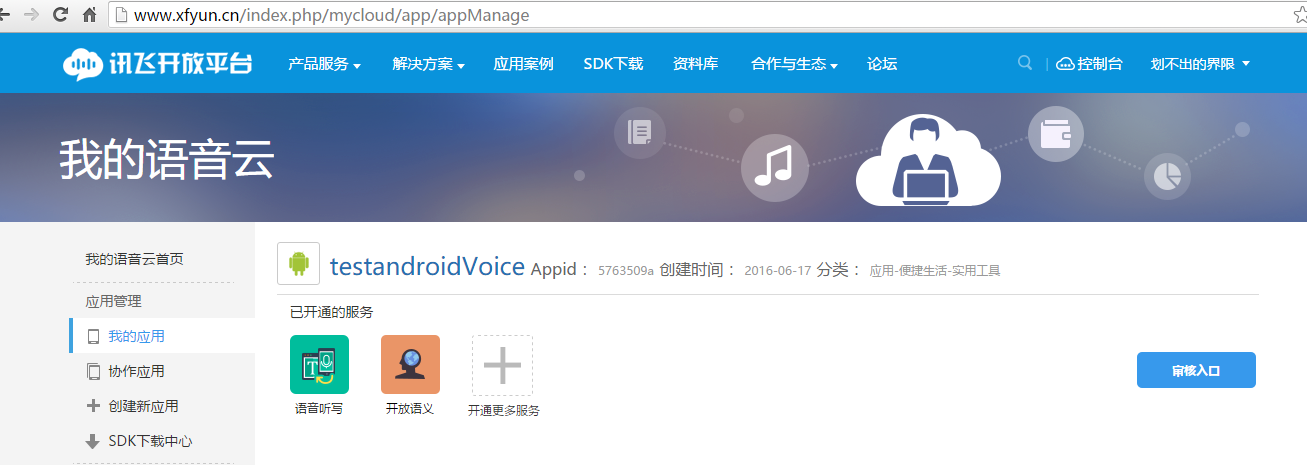 www.xfyun.cn/index.php/mycloud/app/appManage
讯飞开放平台 产品服务 解决方案 应用案例 SDK下载 资料库 合作与生态 论坛 控制台 划不出的界限
我的语音云
我的语音云首页
应用管理
我的应用
协作应用
创建新应用
SDK下载中心
testandroidVoice Appid： 5763509a 创建时间： 2016-06-17 分类： 应用-便捷生活-实用工具
已开通的服务
T
语音听写 开放语义 开通更多服务
审核入口